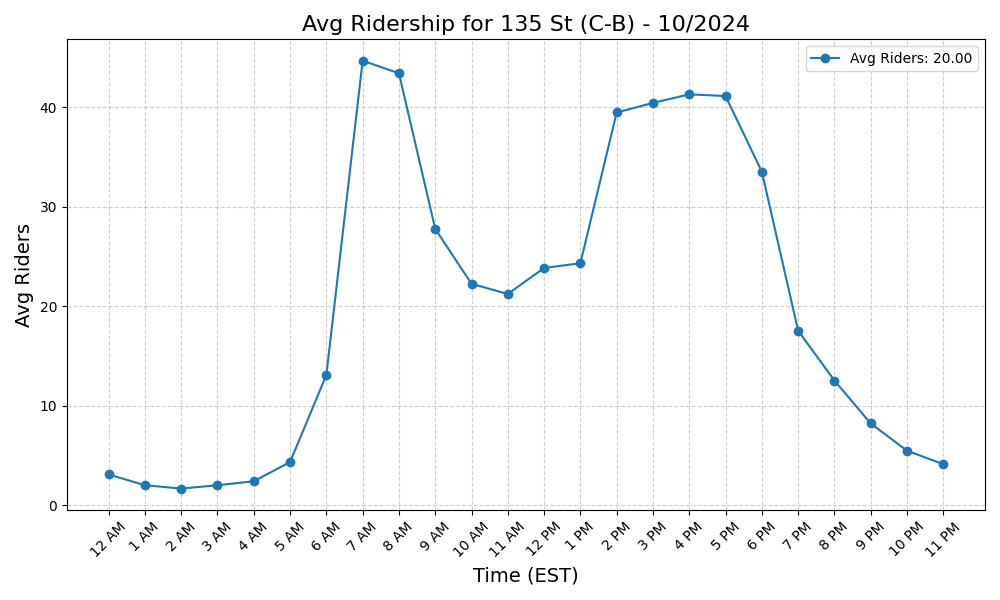 Avg Ridership for 135 St (C-B) - 10/2024
Avg Riders: 20.00
Avg Riders
40
30
20
10
0
12 AM
1 AM
2 AM
3 AM
4 AM
5 AM
6 AM
7 AM
8 AM
9 AM
10 AM
11 AM
12 PM
1 PM
2 PM
3 PM
4 PM
5 PM
6 PM
7 PM
8 PM
9 PM
10 PM
11 PM
Time (EST)